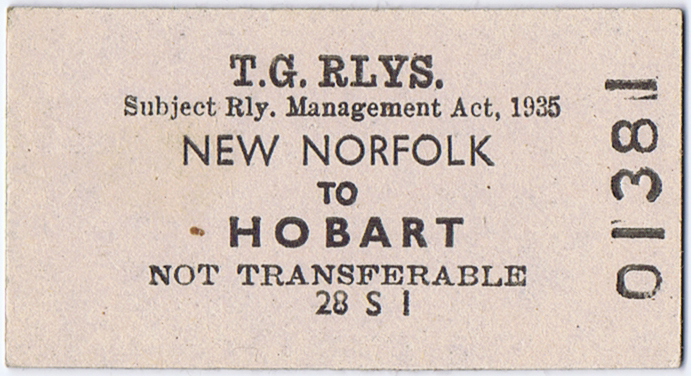 T.G. RLYS.
Subject Rly. Management Act, 1935
NEW NORFOLK
TO
HOBART
NOT TRANSFERABLE
28 S 1
01381